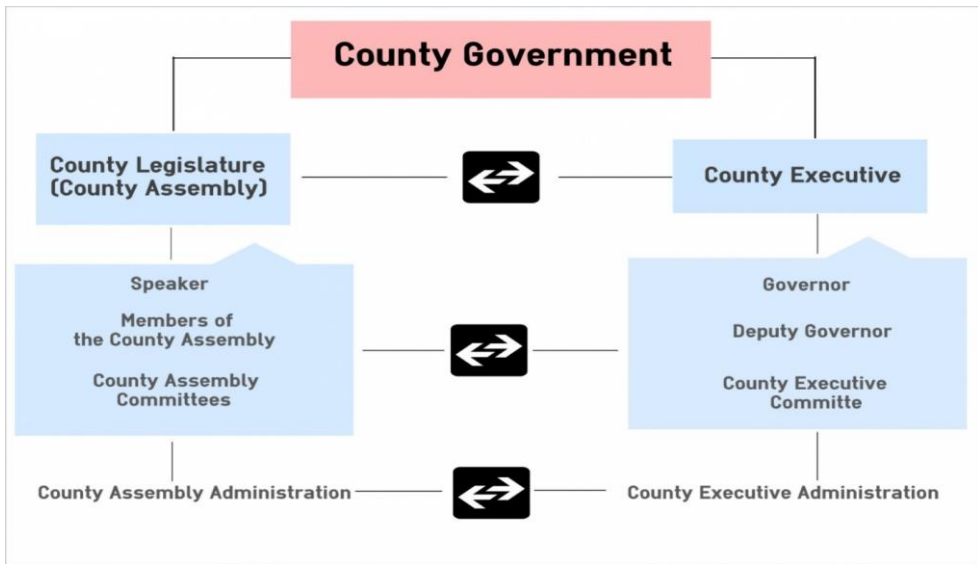 County Government
County Legislature
(County Assembly)
County Executive
Speaker
Members of
the County Assembly
County Assembly
Committees
Governor
Deputy Governor
County Executive
Committe
County Assembly Administration
County Executive Administration